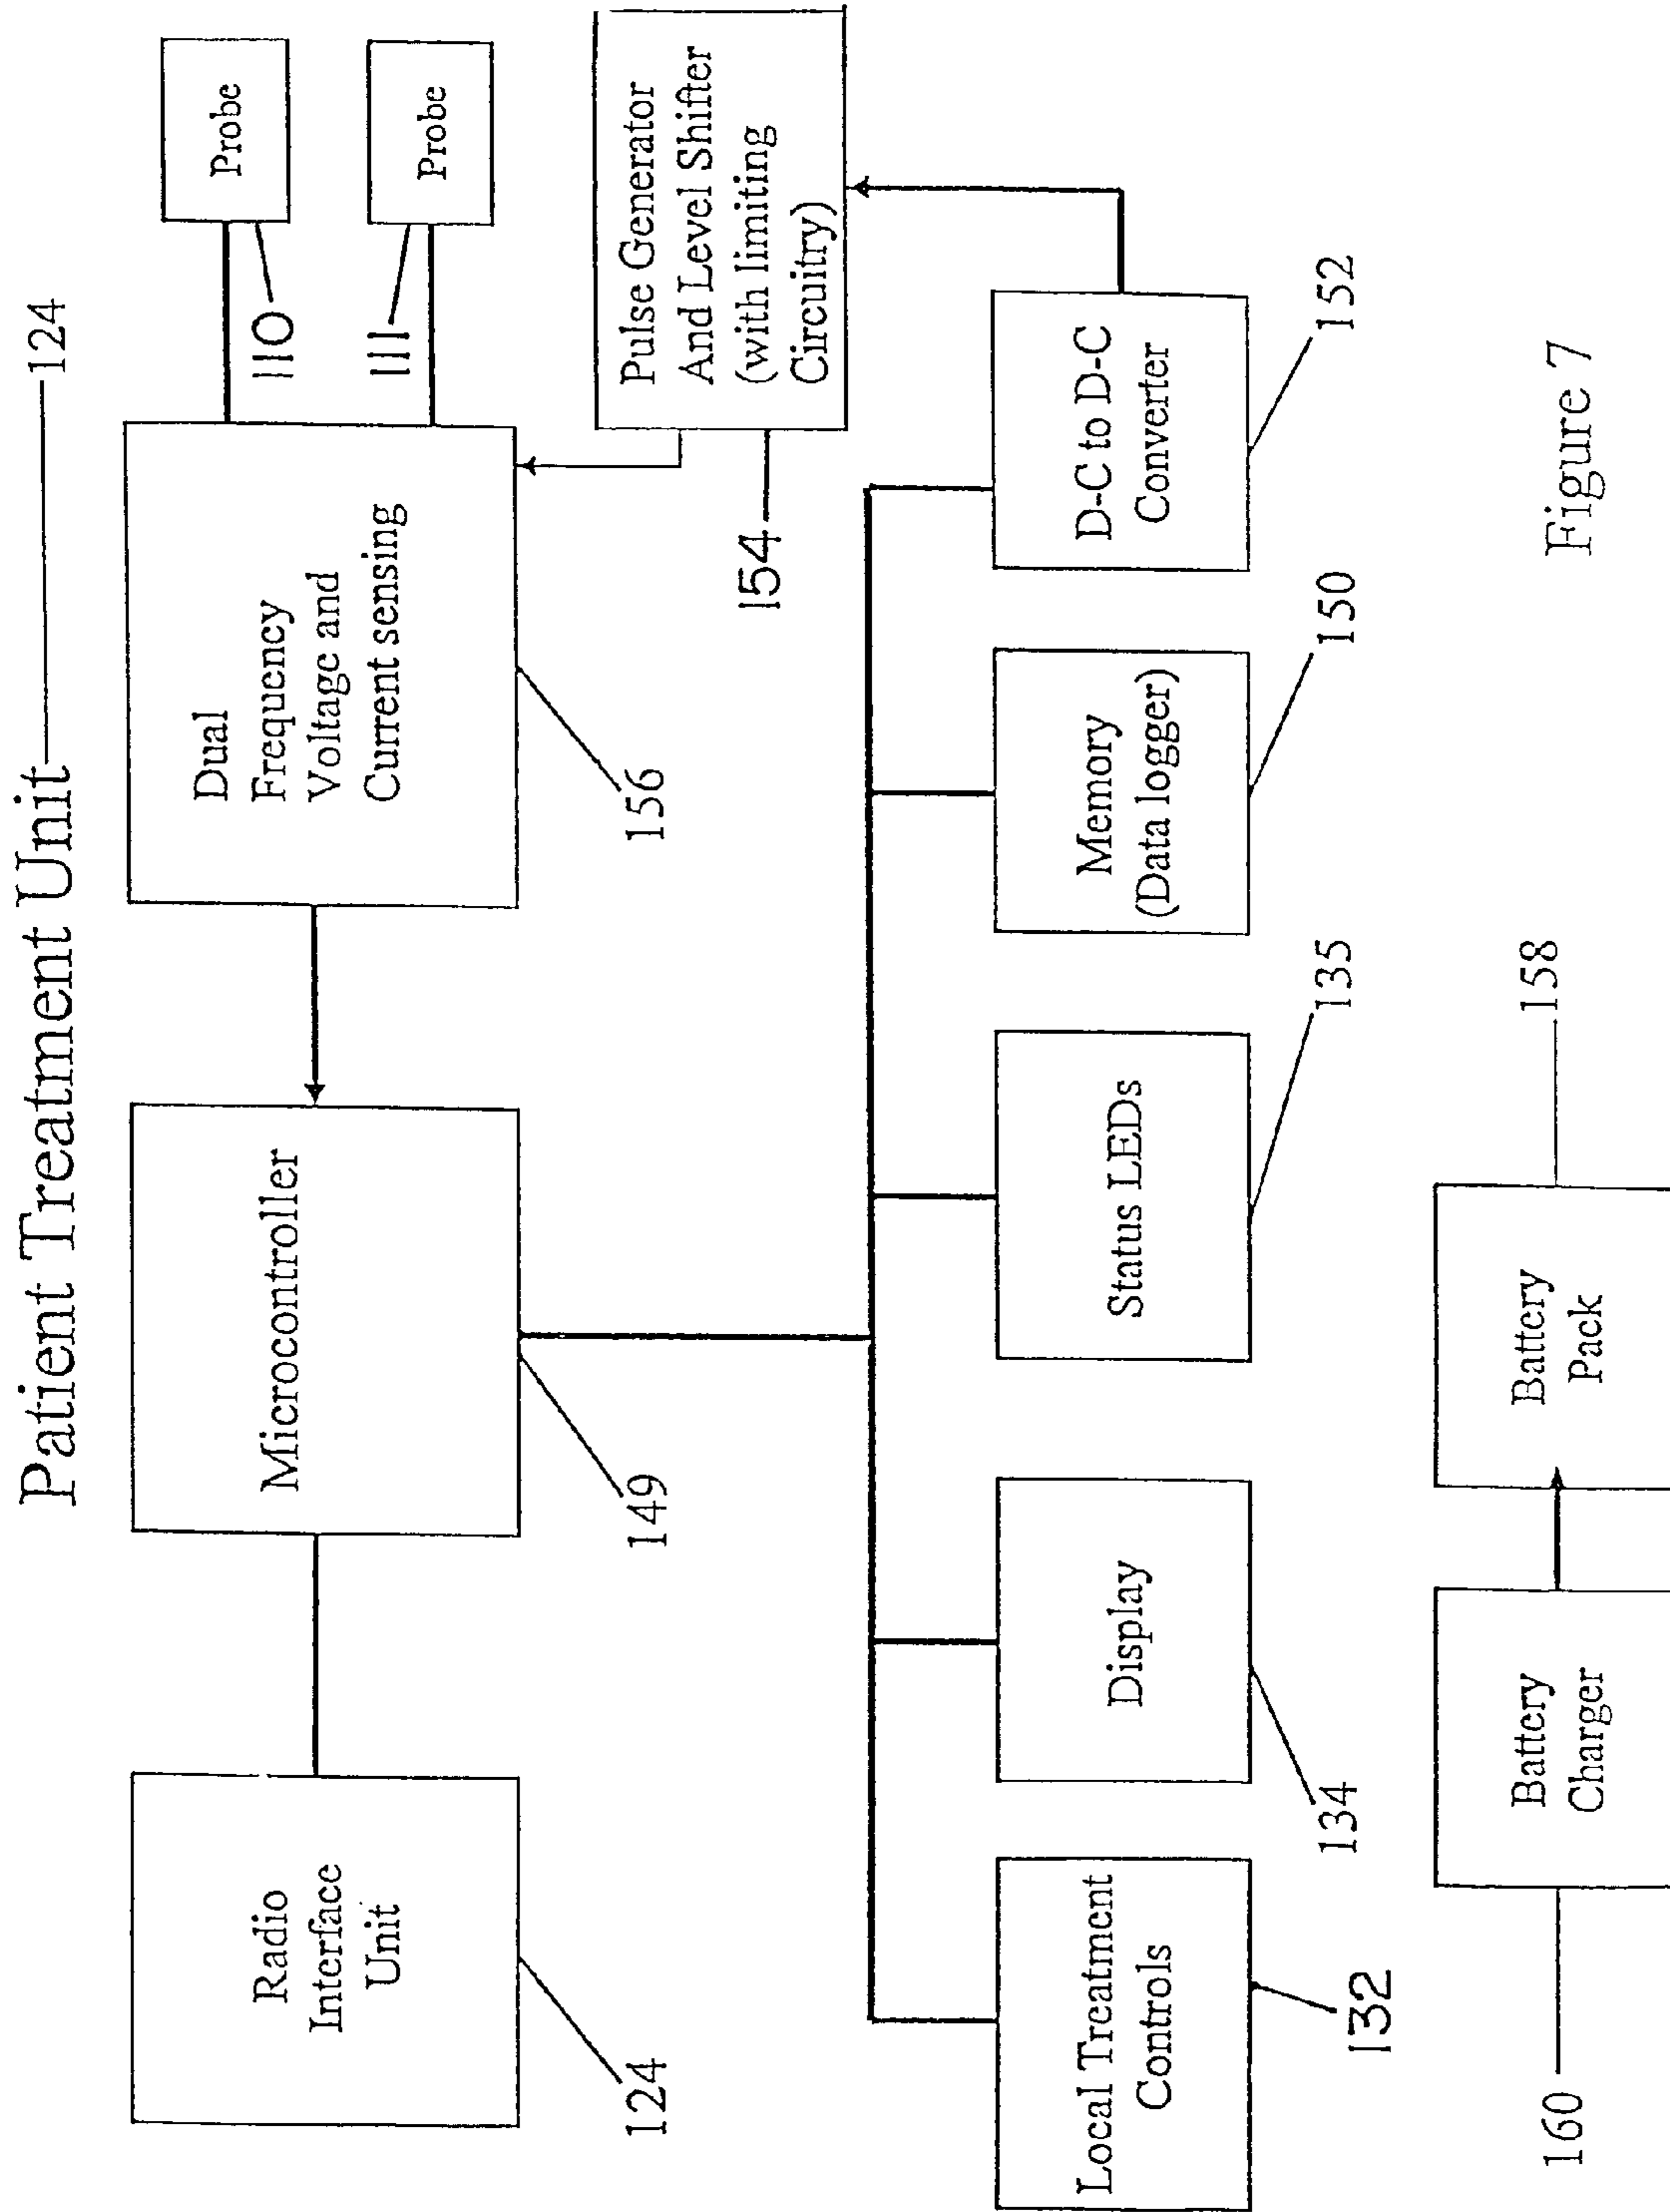 Patient Treatment Unit 124
Radio
Interface
Unit
124
Microcontroller
149
Dual
Frequency
Voltage and
Current sensing
156
Probe
110
Probe
111
Pulse Generator
And Level Shifter
(with limiting
Circuitry)
154
Local Treatment
Controls
132
Display
134
Status LEDs
135
Memory
(Data logger)
150
D-C to D-C
Converter
152
Battery
Charger
160
Battery
Pack
158
Figure 7